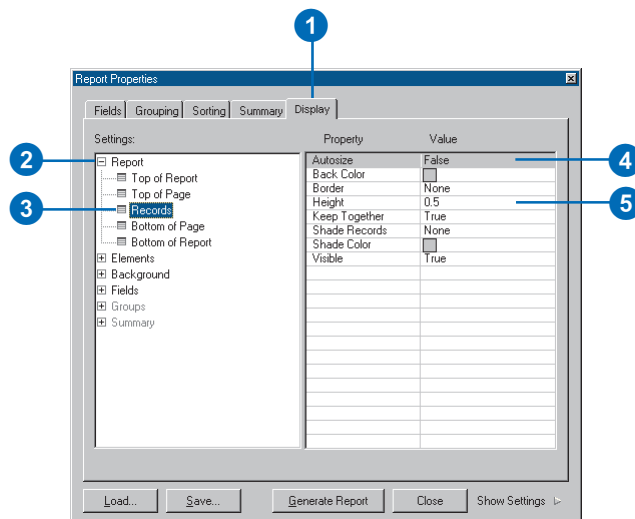 1
Report Properties
Fields Grouping Sorting Summary Display
Settings: Property Value
2 Report Autosize False 4
Top of Report Back Color
Top of Page Border None
3 Records Height 0.5 5
Bottom of Page Keep Together True
Bottom of Report Shade Records None
Elements Shade Color
Background Visible True
Fields
Groups
Summary
Load... Save... Generate Report Close Show Settings